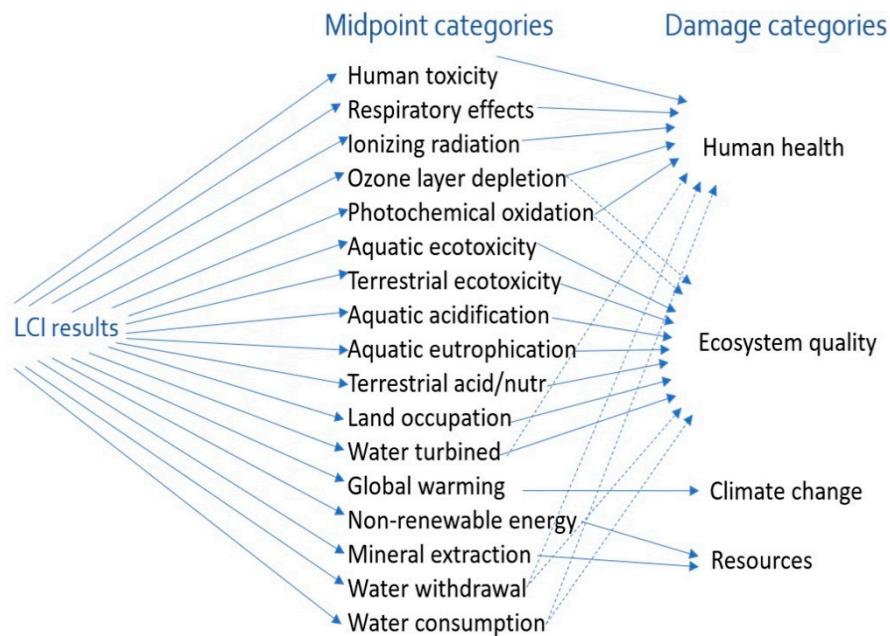 Midpoint categories
Damage categories
Human toxicity
Respiratory effects
Ionizing radiation
Ozone layer depletion
Photochemical oxidation
Aquatic ecotoxicity
Terrestrial ecotoxicity
Aquatic acidification
Aquatic eutrophication
Terrestrial acid/nutr
Land occupation
Water turbined
Global warming
Non-renewable energy
Mineral extraction
Water withdrawal
Water consumption
LCI results
Human health
Ecosystem quality
Climate change
Resources